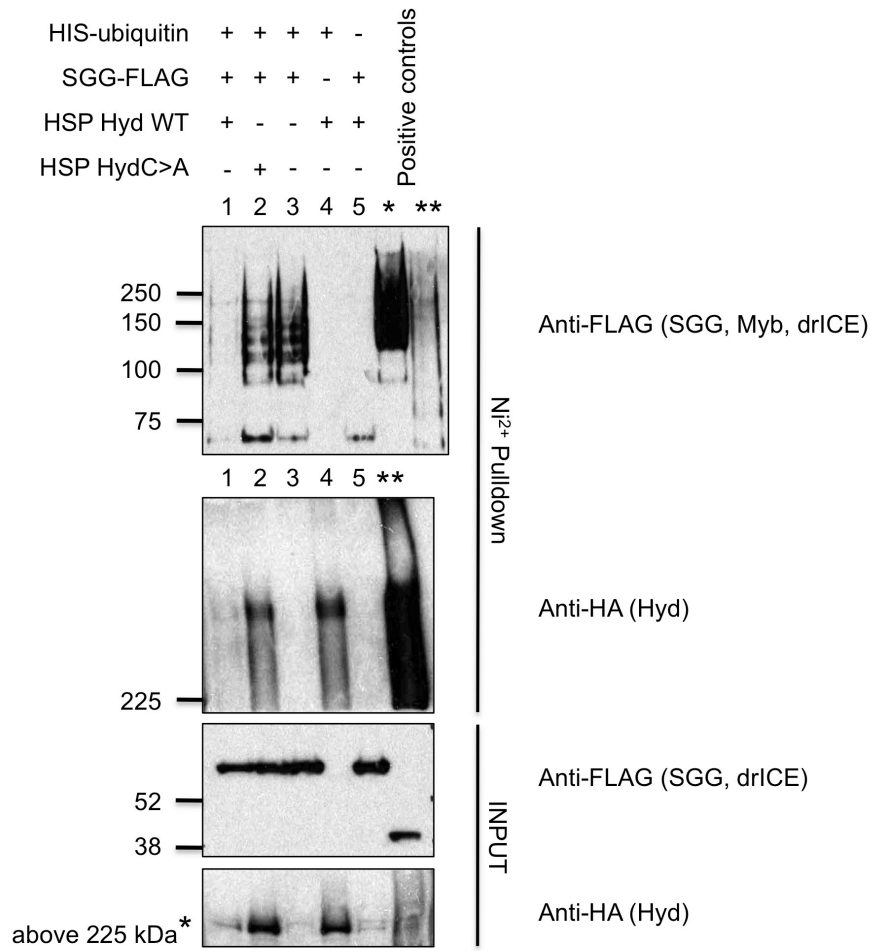 HIS-ubiquitin + + + + -
SGG-FLAG + + + - +
HSP Hyd WT + - - + +
HSP HydC>A - + - - -
Positive controls
1 2 3 4 5 * **
250
150
100
75
Anti-FLAG (SGG, Myb, drICE)
Ni2+ Pulldown
1 2 3 4 5 **
Anti-HA (Hyd)
225
Anti-FLAG (SGG, drICE)
52
38
INPUT
Anti-HA (Hyd)
above 225 kDa*